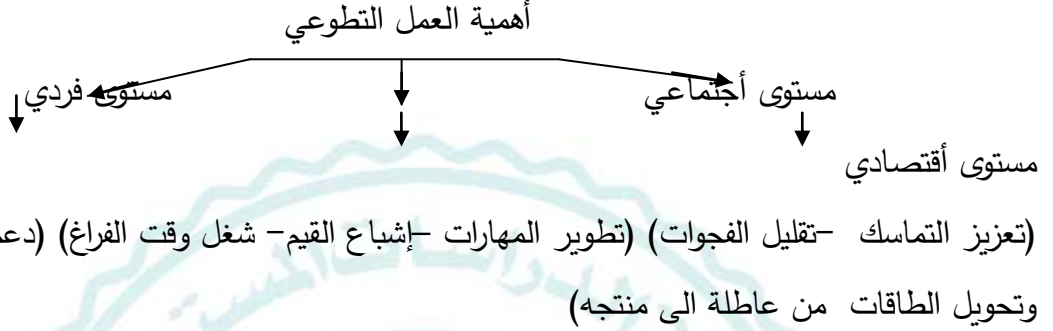 أهمية العمل التطوعي
مستوى أجتماعي مستوى فردي
مستوى أقتصادي
(تعزيز التماسك –تقليل الفجوات) (تطوير المهارات –إشباع القيم– شغل وقت الفراغ) (دعم
وتحويل الطاقات من عاطلة الى منتجه)